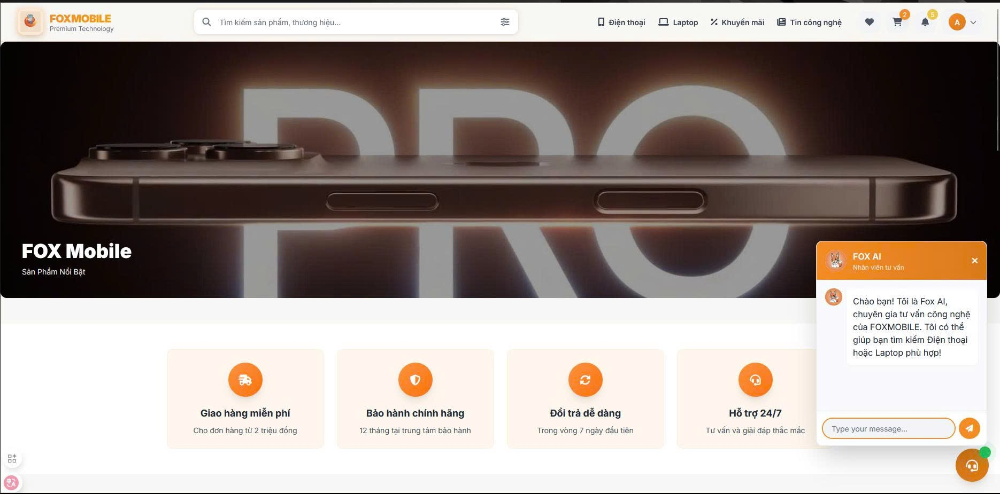 FOXMOBILE
Premium Technology
Tìm kiếm sản phẩm, thương hiệu...
Điện thoại
Laptop
Khuyến mãi
Tin công nghệ
2
5
A
PRO
FOX Mobile
Sản Phẩm Nổi Bật
Giao hàng miễn phí
Cho đơn hàng từ 2 triệu đồng
Bảo hành chính hãng
12 tháng tại trung tâm bảo hành
Đổi trả dễ dàng
Trong vòng 7 ngày đầu tiên
Hỗ trợ 24/7
Tư vấn và giải đáp thắc mắc
FOX AI
Nhân viên tư vấn
Chào bạn! Tôi là Fox AI,
chuyên gia tư vấn công nghệ
của FOXMOBILE. Tôi có thể
giúp bạn tìm kiếm Điện thoại
hoặc Laptop phù hợp!
Type your message...